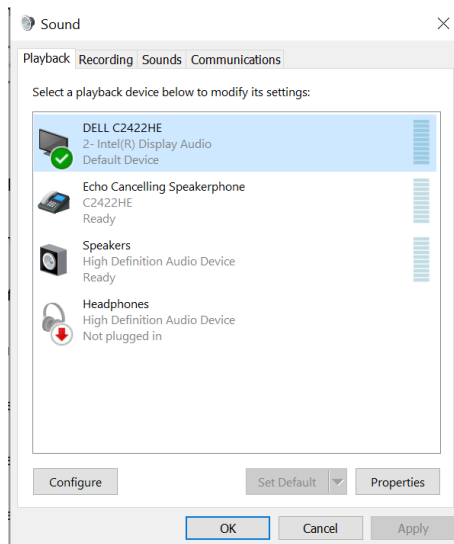 Sound
Playback Recording Sounds Communications
Select a playback device below to modify its settings:
DELL C2422HE
2- Intel(R) Display Audio
Default Device
Echo Cancelling Speakerphone
C2422HE
Ready
Speakers
High Definition Audio Device
Ready
Headphones
High Definition Audio Device
Not plugged in
Configure Set Default Properties
OK Cancel Apply